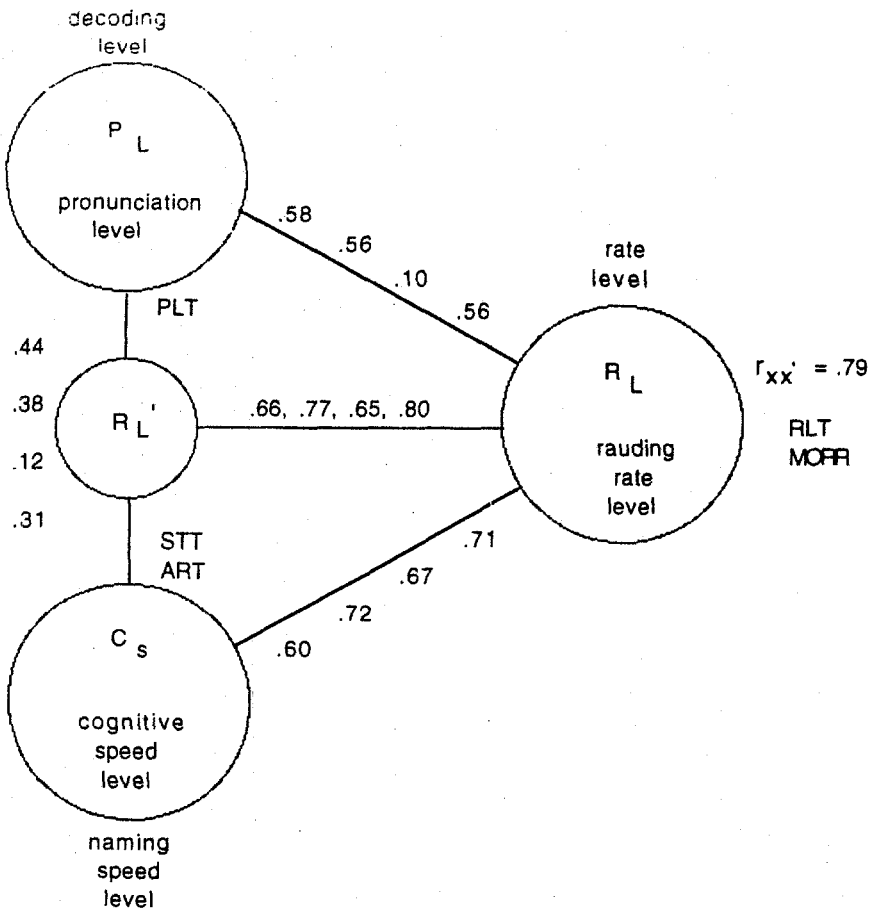 decoding
level
P L
pronunciation
level
PLT
.58
.56
.10
.56
rate
level
R L
rauding
rate
level
rxx' = .79
RLT
MORR
.44
.38
.12
.31
R L'
.66, .77, .65, .80
STT
ART
.71
.67
.72
.60
C s
cognitive
speed
level
naming
speed
level